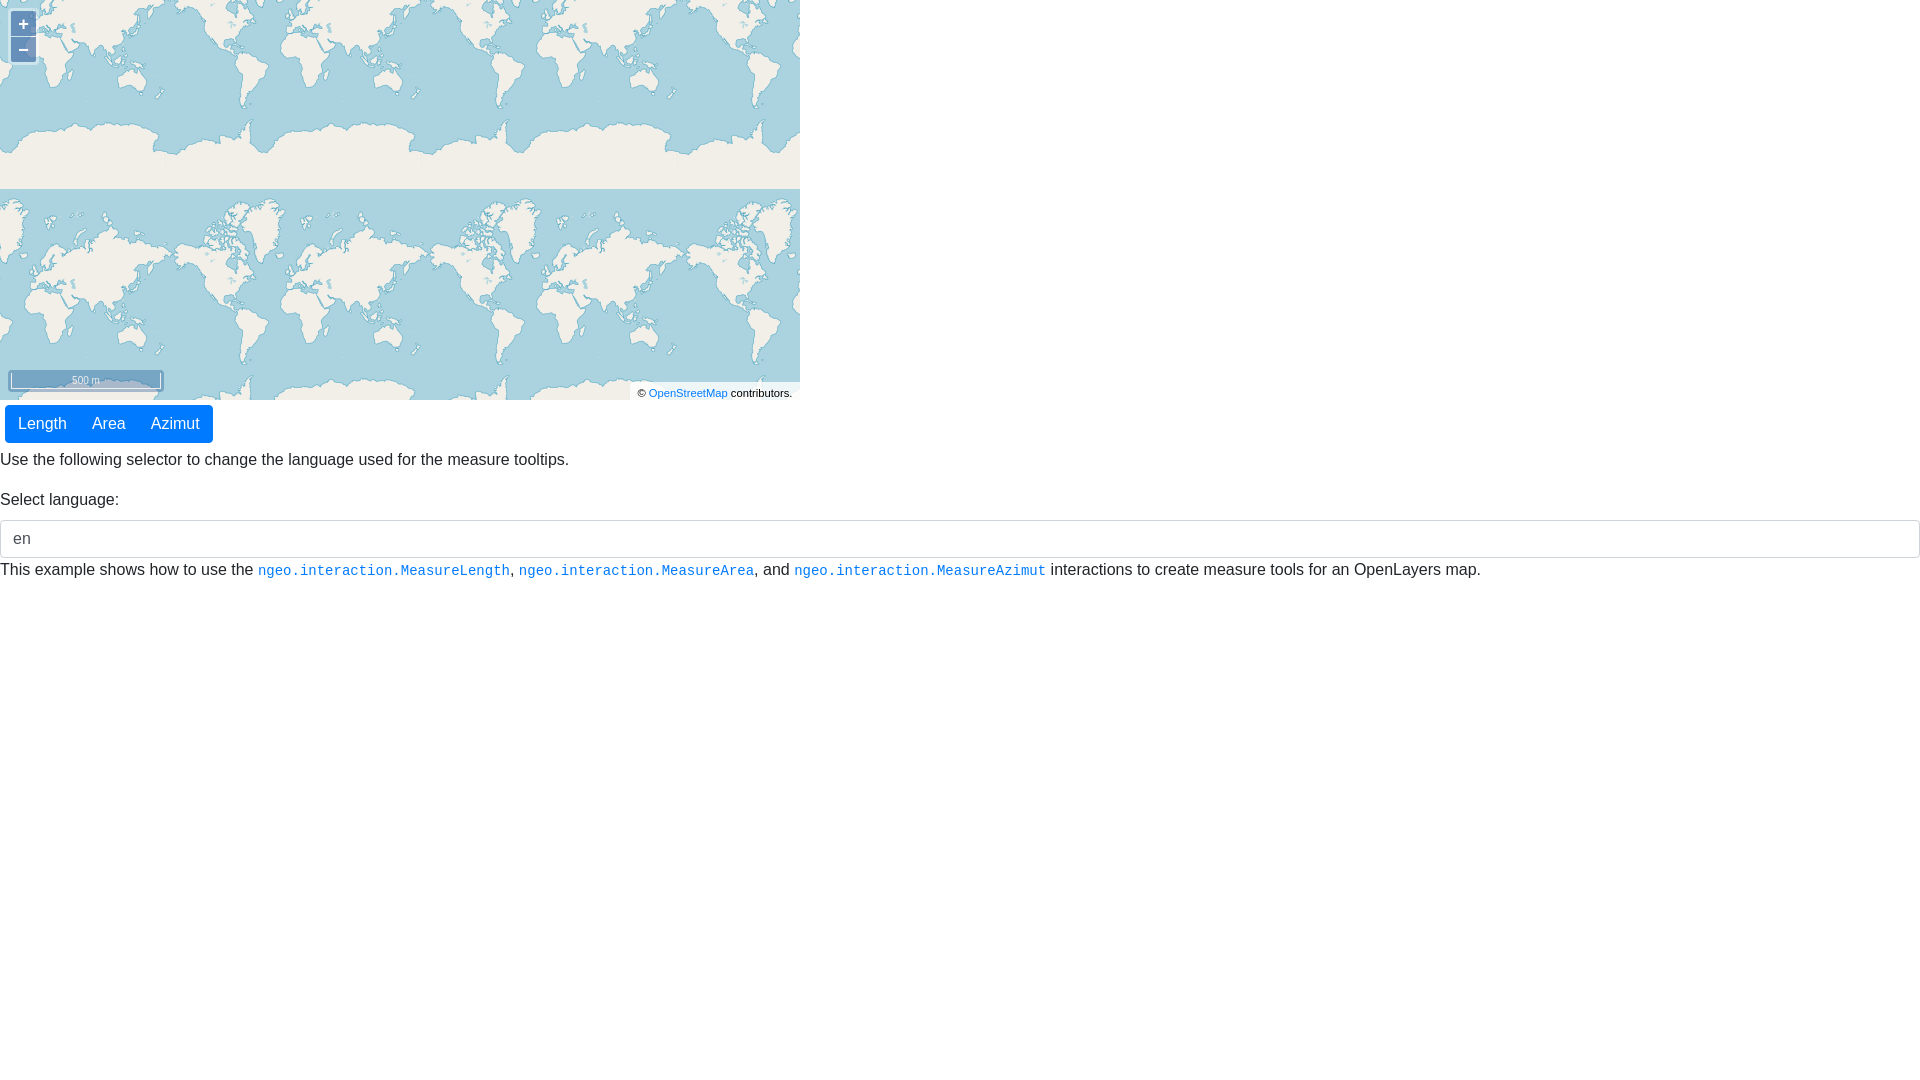 +
−
500 m
© OpenStreetMap contributors.
Length Area Azimut
Use the following selector to change the language used for the measure tooltips.
Select language:
en
This example shows how to use the ngeo.interaction.MeasureLength, ngeo.interaction.MeasureArea, and ngeo.interaction.MeasureAzimut interactions to create measure tools for an OpenLayers map.